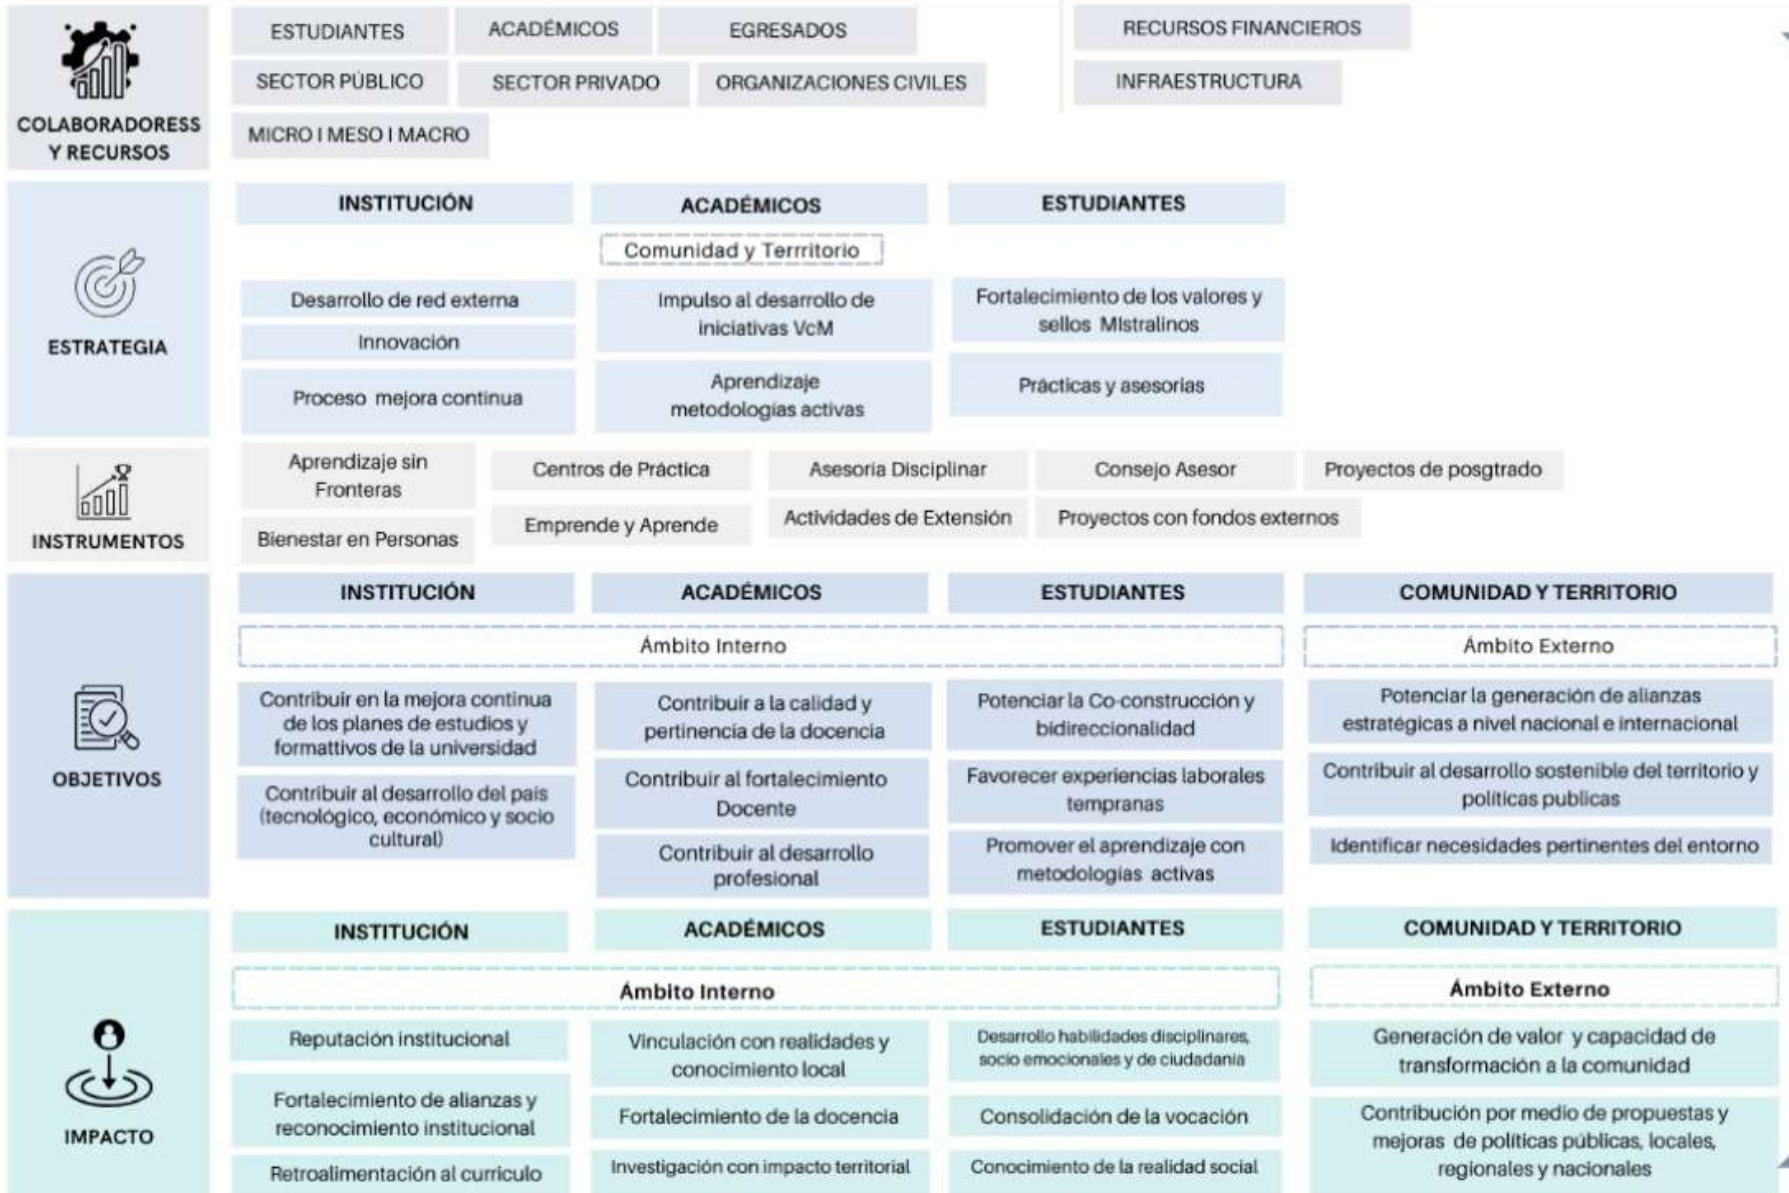 COLABORADORESS
Y RECURSOS
ESTUDIANTES
ACADÉMICOS
EGRESADOS
RECURSOS FINANCIEROS
SECTOR PÚBLICO
SECTOR PRIVADO
ORGANIZACIONES CIVILES
INFRAESTRUCTURA
MICRO I MESO I MACRO
ESTRATEGIA
INSTITUCIÓN
ACADÉMICOS
ESTUDIANTES
Comunidad y Terrritorio
Desarrollo de red externa
Innovación
Proceso mejora continua
Impulso al desarrollo de
iniciativas VcM
Aprendizaje
metodologías activas
Fortalecimiento de los valores y
sellos MIstralinos
Prácticas y asesorias
INSTRUMENTOS
Aprendizaje sin
Fronteras
Centros de Práctica
Asesoría Disciplinar
Consejo Asesor
Proyectos de posgtrado
Bienestar en Personas
Emprende y Aprende
Actividades de Extensión
Proyectos con fondos externos
OBJETIVOS
INSTITUCIÓN
ACADÉMICOS
ESTUDIANTES
COMUNIDAD Y TERRITORIO
Ámbito Interno
Ámbito Externo
Contribuir en la mejora continua
de los planes de estudios y
formattivos de la universidad
Contribuir al desarrollo del país
(tecnológico, económico y socio
cultural)
Contribuir a la calidad y
pertinencia de la docencia
Contribuir al fortalecimiento
Docente
Contribuir al desarrollo
profesional
Potenciar la Co-construcción y
bidireccionalidad
Favorecer experiencias laborales
tempranas
Promover el aprendizaje con
metodologías activas
Potenciar la generación de alianzas
estratégicas a nivel nacional e internacional
Contribuir al desarrollo sostenible del territorio y
políticas publicas
Identificar necesidades pertinentes del entorno
IMPACTO
INSTITUCIÓN
ACADÉMICOS
ESTUDIANTES
COMUNIDAD Y TERRITORIO
Ámbito Interno
Ámbito Externo
Reputación institucional
Fortalecimiento de alianzas y
reconocimiento institucional
Retroalimentación al curriculo
Vinculación con realidades y
conocimiento local
Fortalecimiento de la docencia
Investigación con impacto territorial
Desarrollo habilidades disciplinares,
socio emocionales y de ciudadania
Consolidación de la vocación
Conocimiento de la realidad social
Generación de valor y capacidad de
transformación a la comunidad
Contribución por medio de propuestas y
mejoras de políticas públicas, locales,
regionales y nacionales